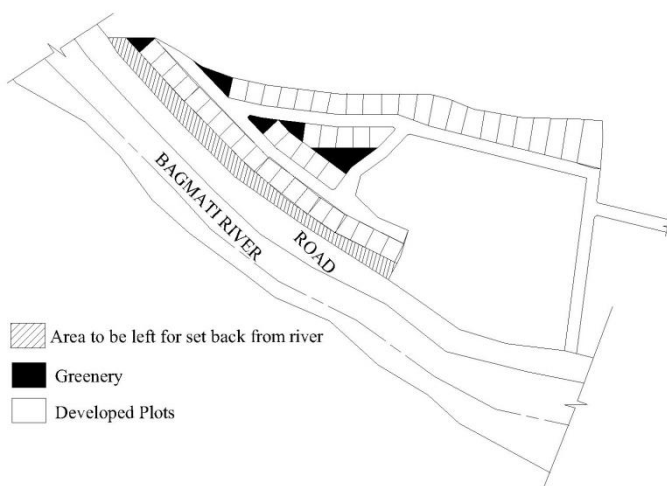 BAGMATI RIVER
ROAD
Area to be left for set back from river
Greenery
Developed Plots